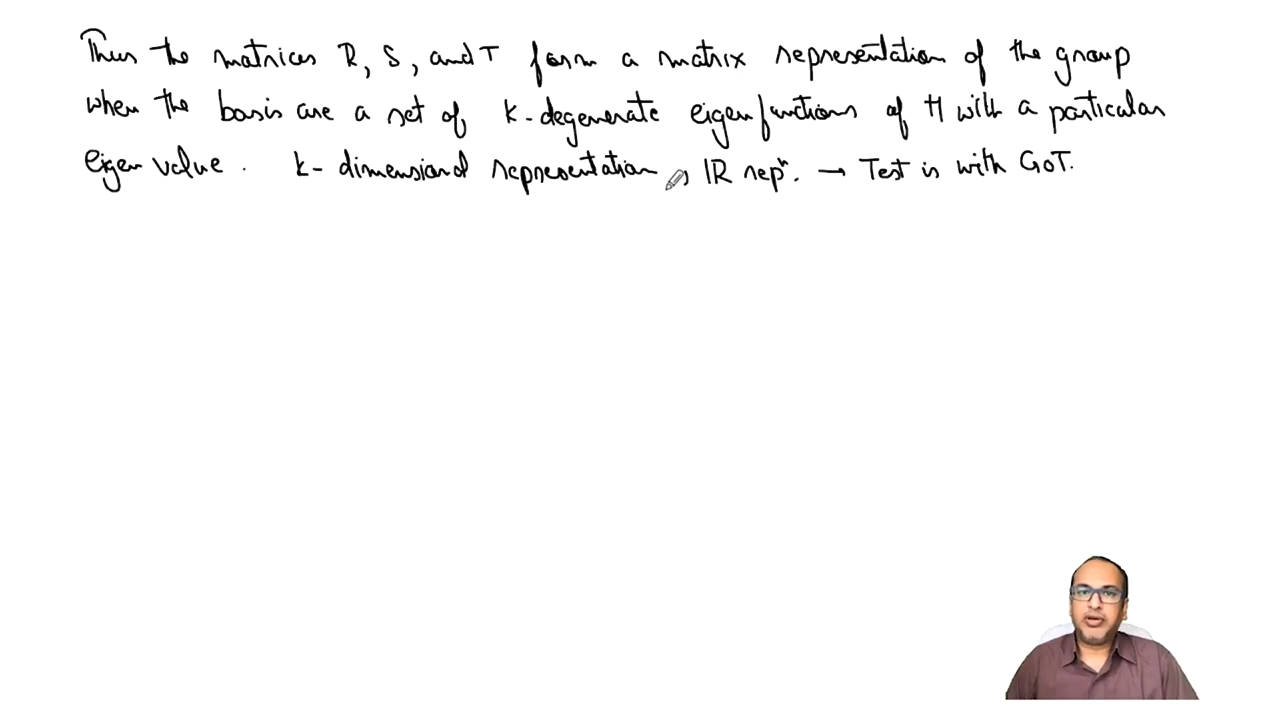 Thus the matrices R, S, and T form a matrix representation of the group
when the basis are a set of k-degenerate eigenfunctions of H with a particular
eigen value. k-dimensional representation, IR repⁿ. → Test is with GOT.